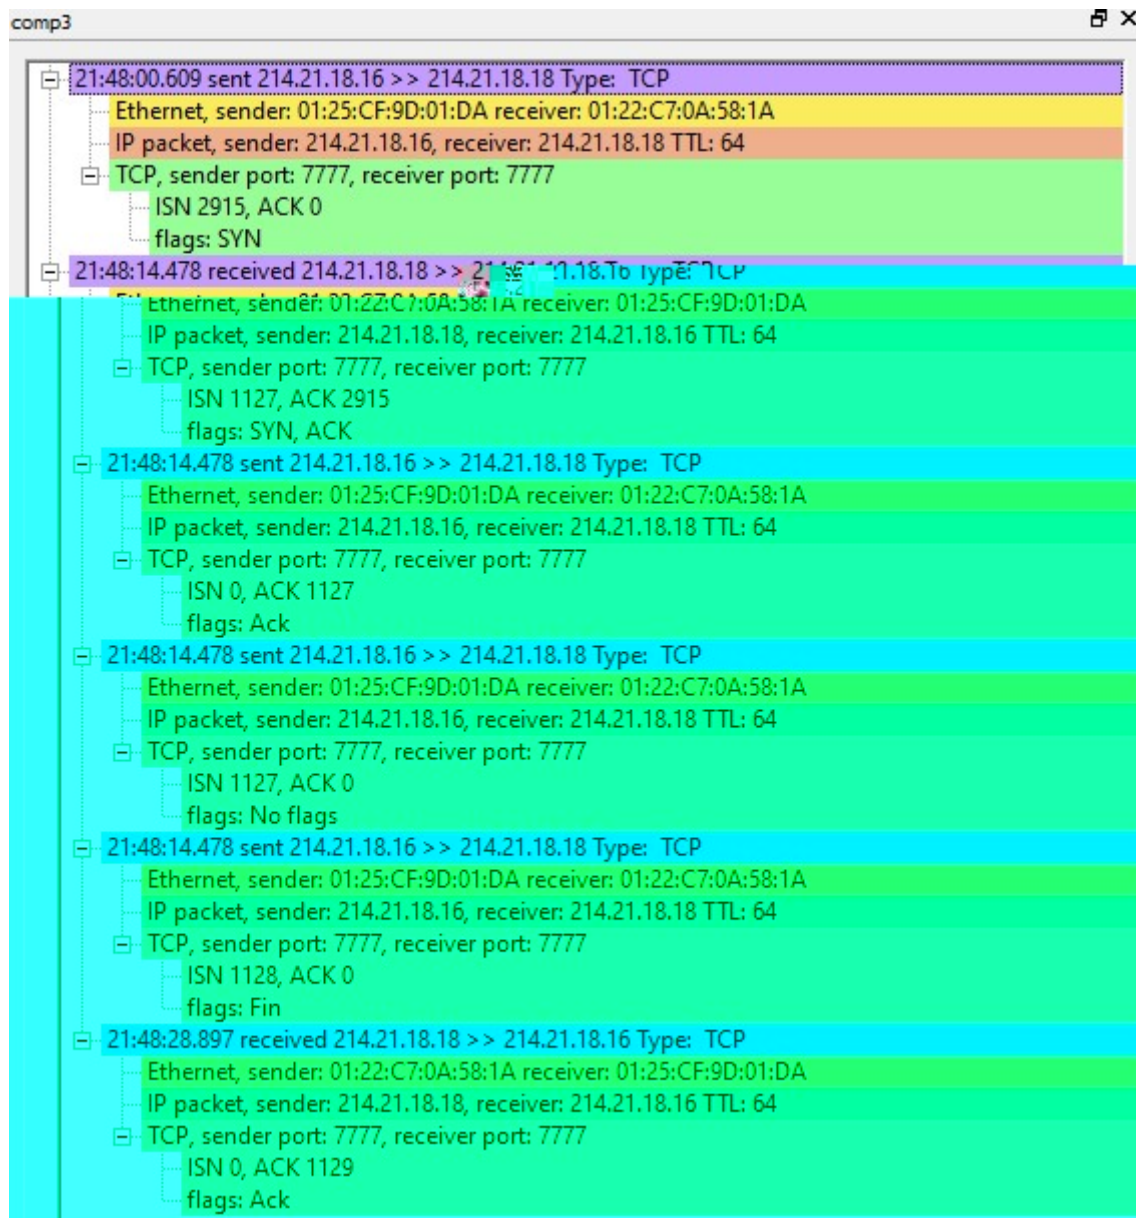 comp3
21:48:00.609 sent 214.21.18.16 >> 214.21.18.18 Type: TCP
Ethernet, sender: 01:25:CF:9D:01:DA receiver: 01:22:C7:0A:58:1A
IP packet, sender: 214.21.18.16, receiver: 214.21.18.18 TTL: 64
TCP, sender port: 7777, receiver port: 7777
ISN 2915, ACK 0
flags: SYN
21:48:14.478 received 214.21.18.18 >> Type: TCP
Ethernet, sender: 01:22:C7:0A:58:1A receiver: 01:25:CF:9D:01:DA
IP packet, sender: 214.21.18.18, receiver: 214.21.18.16 TTL: 64
TCP, sender port: 7777, receiver port: 7777
ISN 1127, ACK 2915
flags: SYN, ACK
21:48:14.478 sent 214.21.18.16 >> 214.21.18.18 Type: TCP
Ethernet, sender: 01:25:CF:9D:01:DA receiver: 01:22:C7:0A:58:1A
IP packet, sender: 214.21.18.16, receiver: 214.21.18.18 TTL: 64
TCP, sender port: 7777, receiver port: 7777
ISN 0, ACK 1127
flags: Ack
21:48:14.478 sent 214.21.18.16 >> 214.21.18.18 Type: TCP
Ethernet, sender: 01:25:CF:9D:01:DA receiver: 01:22:C7:0A:58:1A
IP packet, sender: 214.21.18.16, receiver: 214.21.18.18 TTL: 64
TCP, sender port: 7777, receiver port: 7777
ISN 1127, ACK 0
flags: No flags
21:48:14.478 sent 214.21.18.16 >> 214.21.18.18 Type: TCP
Ethernet, sender: 01:25:CF:9D:01:DA receiver: 01:22:C7:0A:58:1A
IP packet, sender: 214.21.18.16, receiver: 214.21.18.18 TTL: 64
TCP, sender port: 7777, receiver port: 7777
ISN 1128, ACK 0
flags: Fin
21:48:28.897 received 214.21.18.18 >> 214.21.18.16 Type: TCP
Ethernet, sender: 01:22:C7:0A:58:1A receiver: 01:25:CF:9D:01:DA
IP packet, sender: 214.21.18.18, receiver: 214.21.18.16 TTL: 64
TCP, sender port: 7777, receiver port: 7777
ISN 0, ACK 1129
flags: Ack